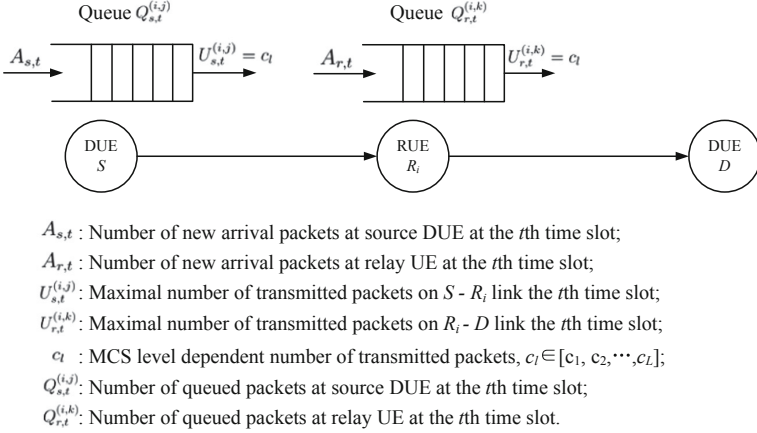 Queue $Q_{s,t}^{(i,j)}$ Queue $Q_{r,t}^{(i,k)}$
$A_{s,t}$ $U_{s,t}^{(i,j)} = c_l$ $A_{r,t}$ $U_{r,t}^{(i,k)} = c_l$
DUE S RUE $R_i$ DUE D
$A_{s,t}$ : Number of new arrival packets at source DUE at the tth time slot;
$A_{r,t}$ : Number of new arrival packets at relay UE at the tth time slot;
$U_{s,t}^{(i,j)}$: Maximal number of transmitted packets on S - $R_i$ link the tth time slot;
$U_{r,t}^{(i,k)}$: Maximal number of transmitted packets on $R_i$ - D link the tth time slot;
$c_l$ : MCS level dependent number of transmitted packets, $c_l$∈[$c_1$, $c_2$,⋯,$c_L$];
$Q_{s,t}^{(i,j)}$: Number of queued packets at source DUE at the tth time slot;
$Q_{r,t}^{(i,k)}$: Number of queued packets at relay UE at the tth time slot.